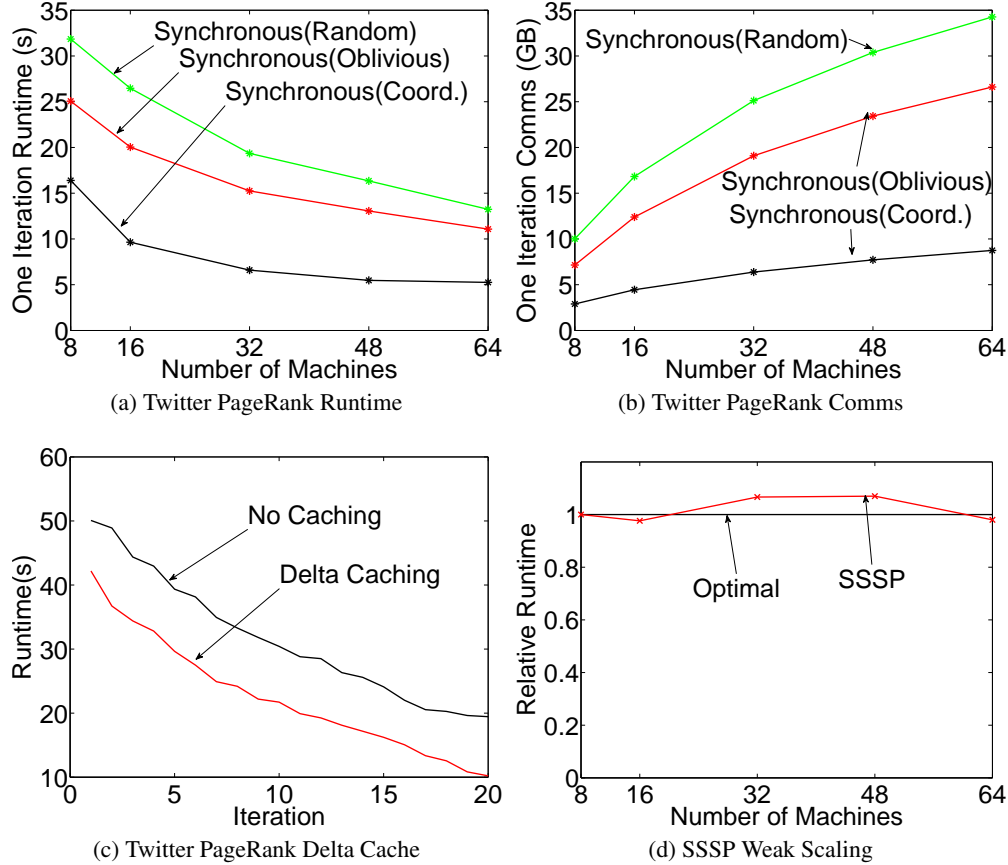 One Iteration Runtime (s)
35
30
25
20
15
10
5
0
Synchronous(Random)
Synchronous(Oblivious)
Synchronous(Coord.)
8 16 32 48 64
Number of Machines
(a) Twitter PageRank Runtime
One Iteration Comms (GB)
35
30
25
20
15
10
5
0
Synchronous(Random)
Synchronous(Oblivious)
Synchronous(Coord.)
8 16 32 48 64
Number of Machines
(b) Twitter PageRank Comms
Runtime(s)
60
50
40
30
20
10
No Caching
Delta Caching
0 5 10 15 20
Iteration
(c) Twitter PageRank Delta Cache
Relative Runtime
1
0.8
0.6
0.4
0.2
0
Optimal
SSSP
8 16 32 48 64
Number of Machines
(d) SSSP Weak Scaling